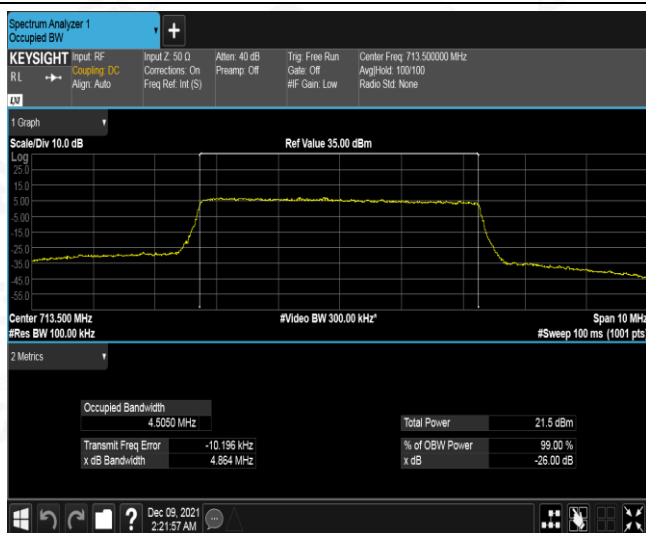 Spectrum Analyzer 1
Occupied BW
+
KEYSIGHT Input: RF Input Z: 50 Ω Atten: 40 dB Trig: Free Run Center Freq: 713.500000 MHz
RL Coupling: DC Corrections: On Preamp: Off Gate: Off Avg|Hold: 100/100
Align: Auto Freq Ref: Int (S) #IF Gain: Low Radio Std: None
LXI
1 Graph
Scale/Div 10.0 dB Ref Value 35.00 dBm
Log
25.0
15.0
5.00
-5.00
-15.0
-25.0
-35.0
-45.0
-55.0
Center 713.500 MHz #Video BW 300.00 kHz* Span 10 MHz
#Res BW 100.00 kHz #Sweep 100 ms (1001 pts)
2 Metrics
Occupied Bandwidth
4.5050 MHz Total Power 21.5 dBm
Transmit Freq Error -10.196 kHz % of OBW Power 99.00 %
x dB Bandwidth 4.864 MHz x dB -26.00 dB
? Dec 09, 2021
2:21:57 AM